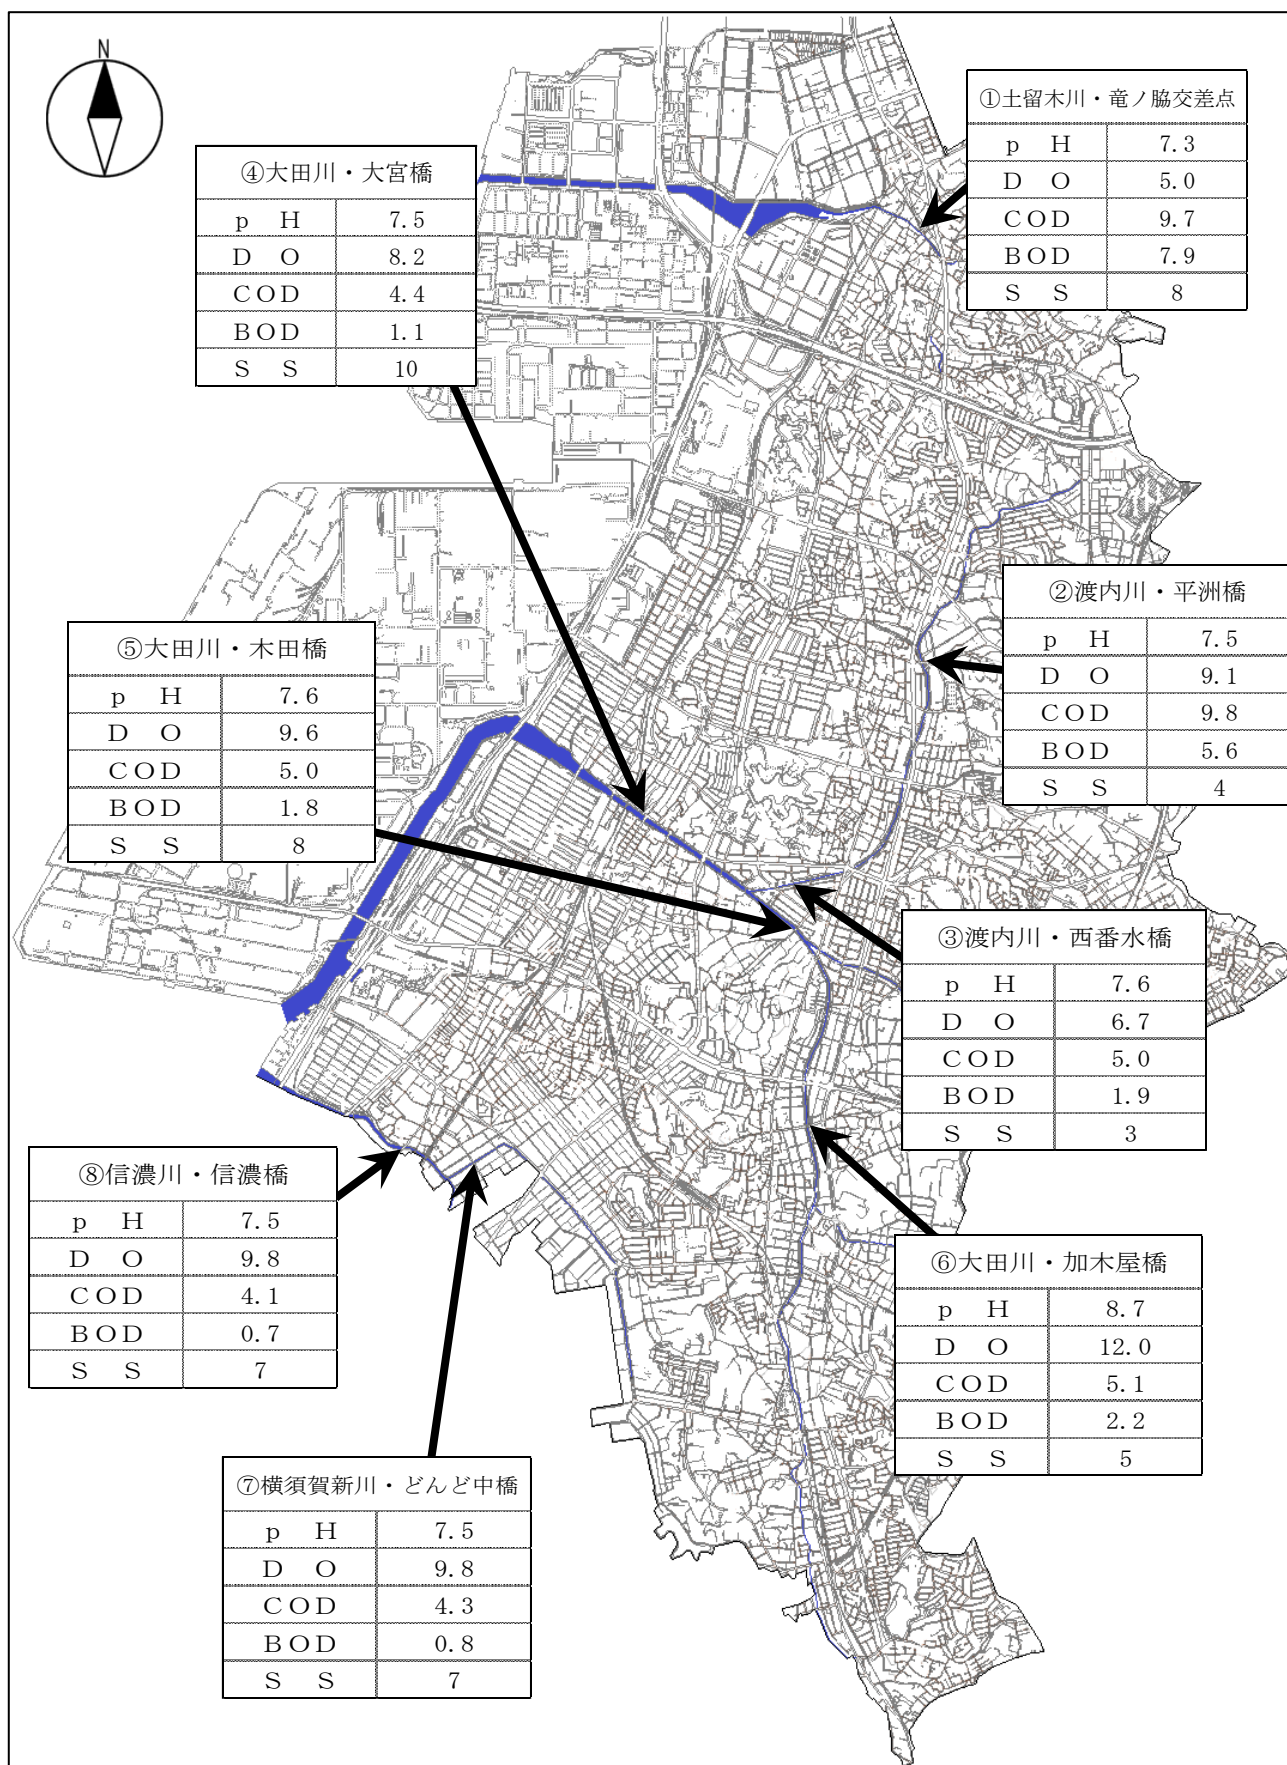 N
①土留木川・竜ノ脇交差点
pH 7.3
DO 5.0
COD 9.7
BOD 7.9
SS 8
④大田川・大宮橋
pH 7.5
DO 8.2
COD 4.4
BOD 1.1
SS 10
②渡内川・平洲橋
pH 7.5
DO 9.1
COD 9.8
BOD 5.6
SS 4
⑤大田川・木田橋
pH 7.6
DO 9.6
COD 5.0
BOD 1.8
SS 8
③渡内川・西番水橋
pH 7.6
DO 6.7
COD 5.0
BOD 1.9
SS 3
⑧信濃川・信濃橋
pH 7.5
DO 9.8
COD 4.1
BOD 0.7
SS 7
⑥大田川・加木屋橋
pH 8.7
DO 12.0
COD 5.1
BOD 2.2
SS 5
⑦横須賀新川・どんど中橋
pH 7.5
DO 9.8
COD 4.3
BOD 0.8
SS 7